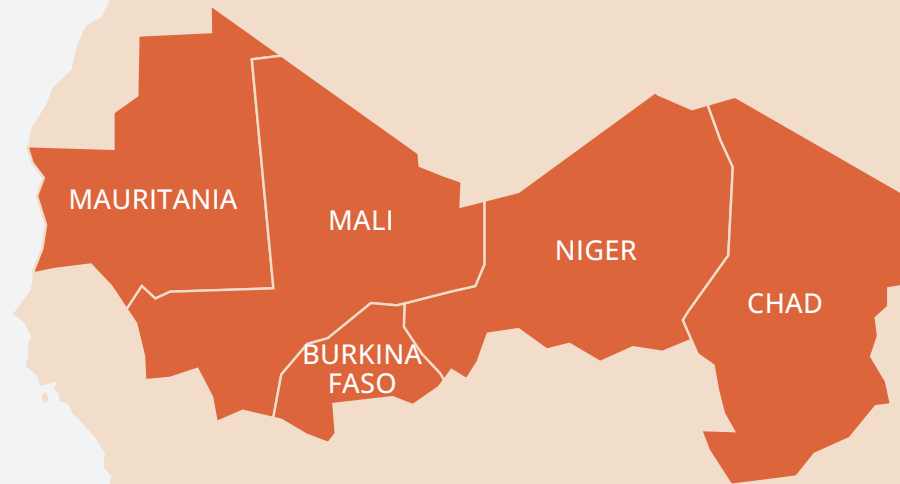 MAURITANIA
MALI
NIGER
CHAD
BURKINA
FASO